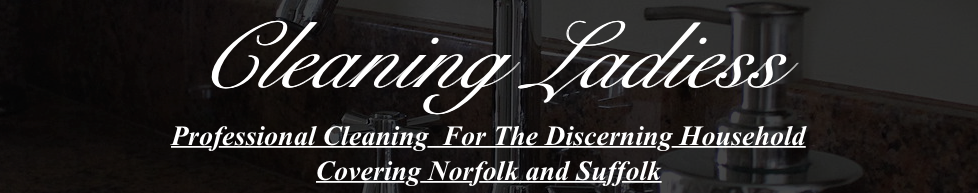 Cleaning Ladiess
Professional Cleaning  For The Discerning Household
Covering Norfolk and Suffolk